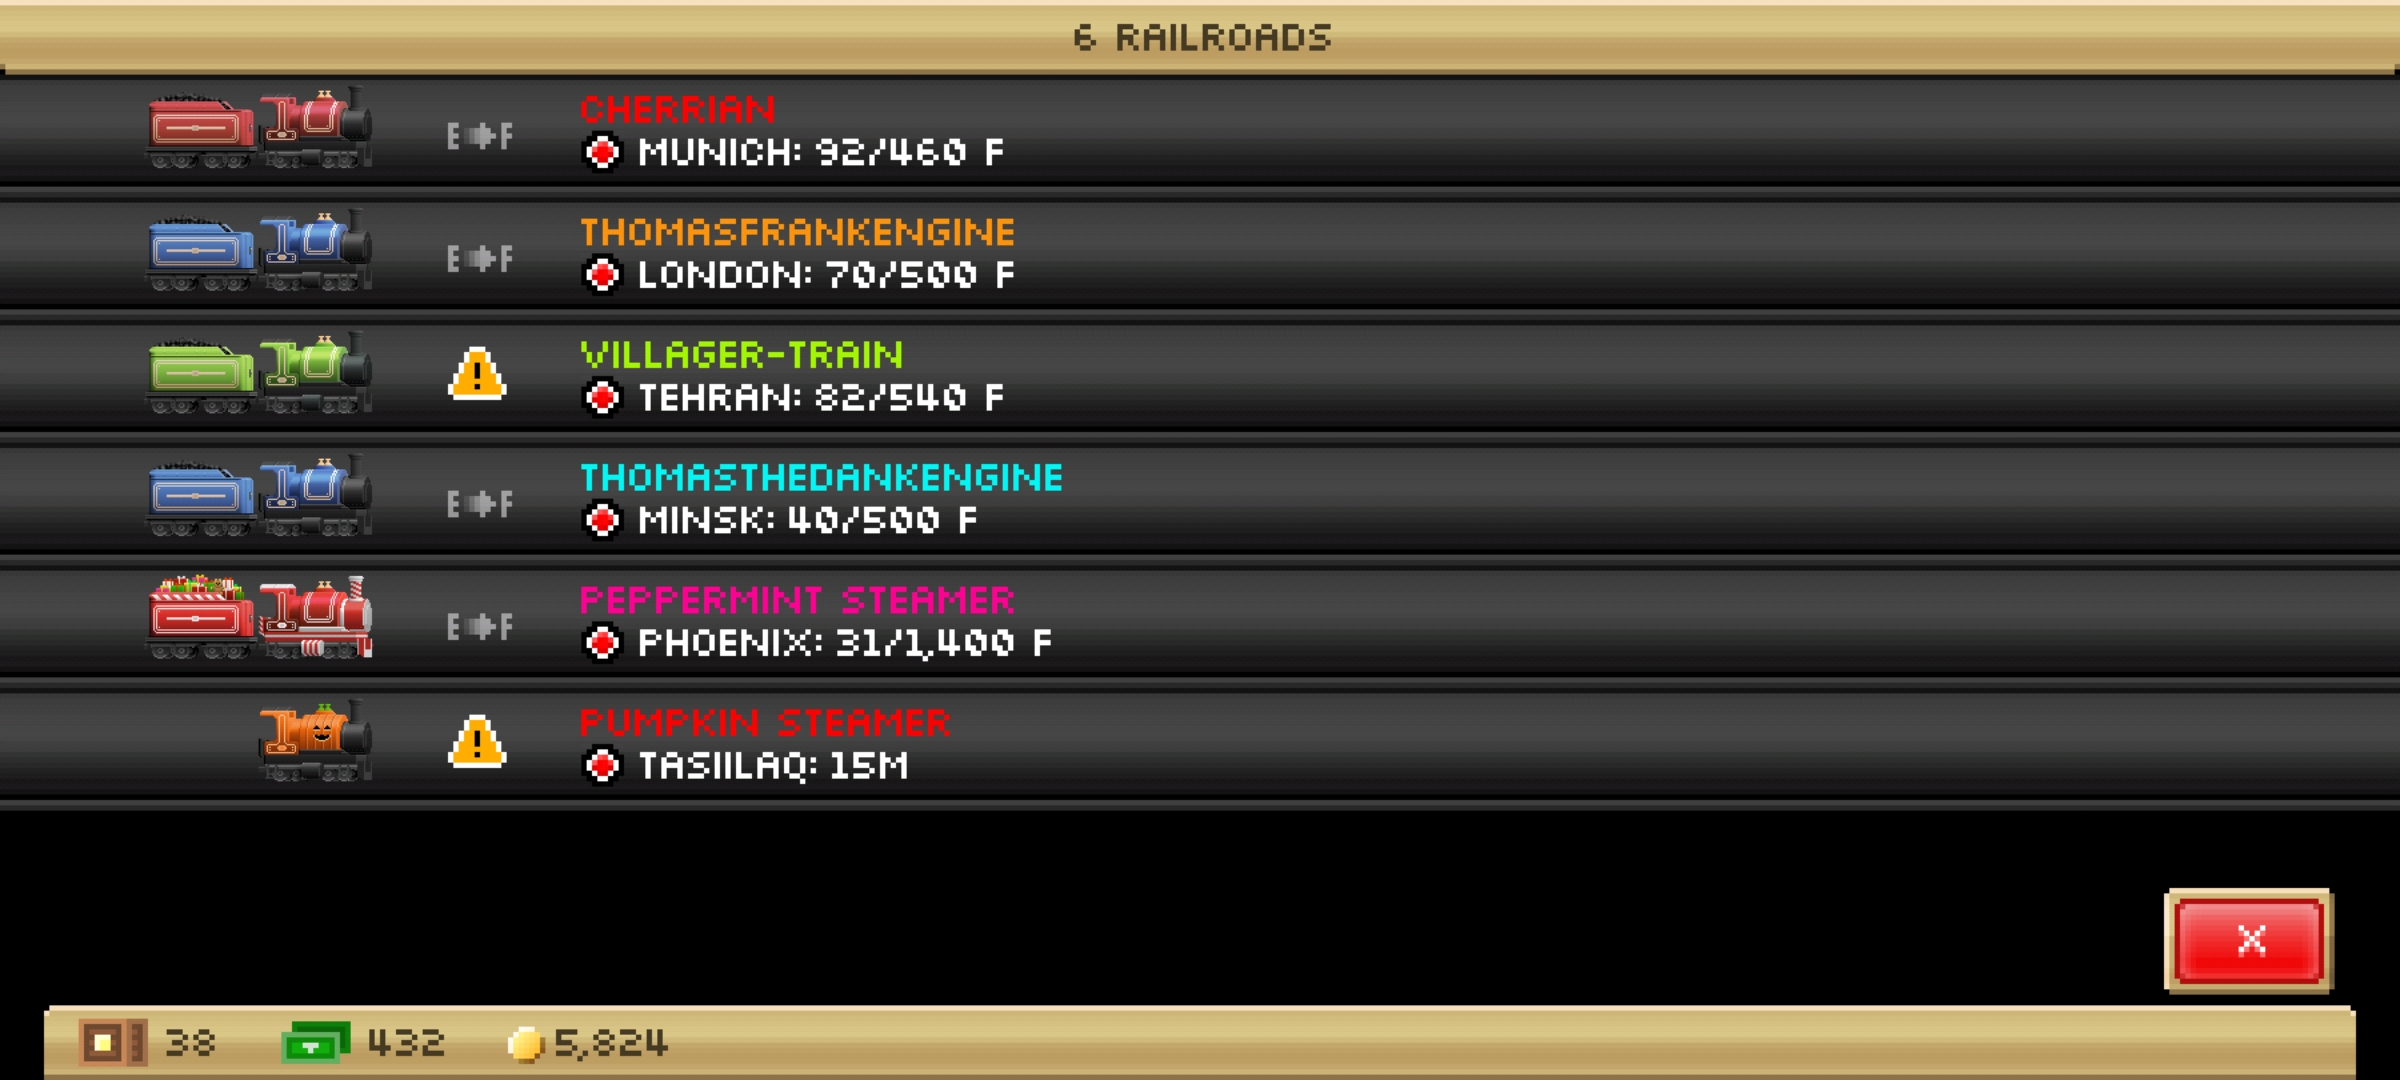 6 RAILROADS
CHERRIAN
E F
MUNICH: 92/460 F
THOMASFRANKENGINE
E F
LONDON: 70/500 F
VILLAGER-TRAIN
!
TEHRAN: 82/540 F
THOMASTHEDANKENGINE
E F
MINSK: 40/500 F
PEPPERMINT STEAMER
E F
PHOENIX: 31/1,400 F
PUMPKIN STEAMER
!
TASIILAQ: 15M
X
38 432 5,824